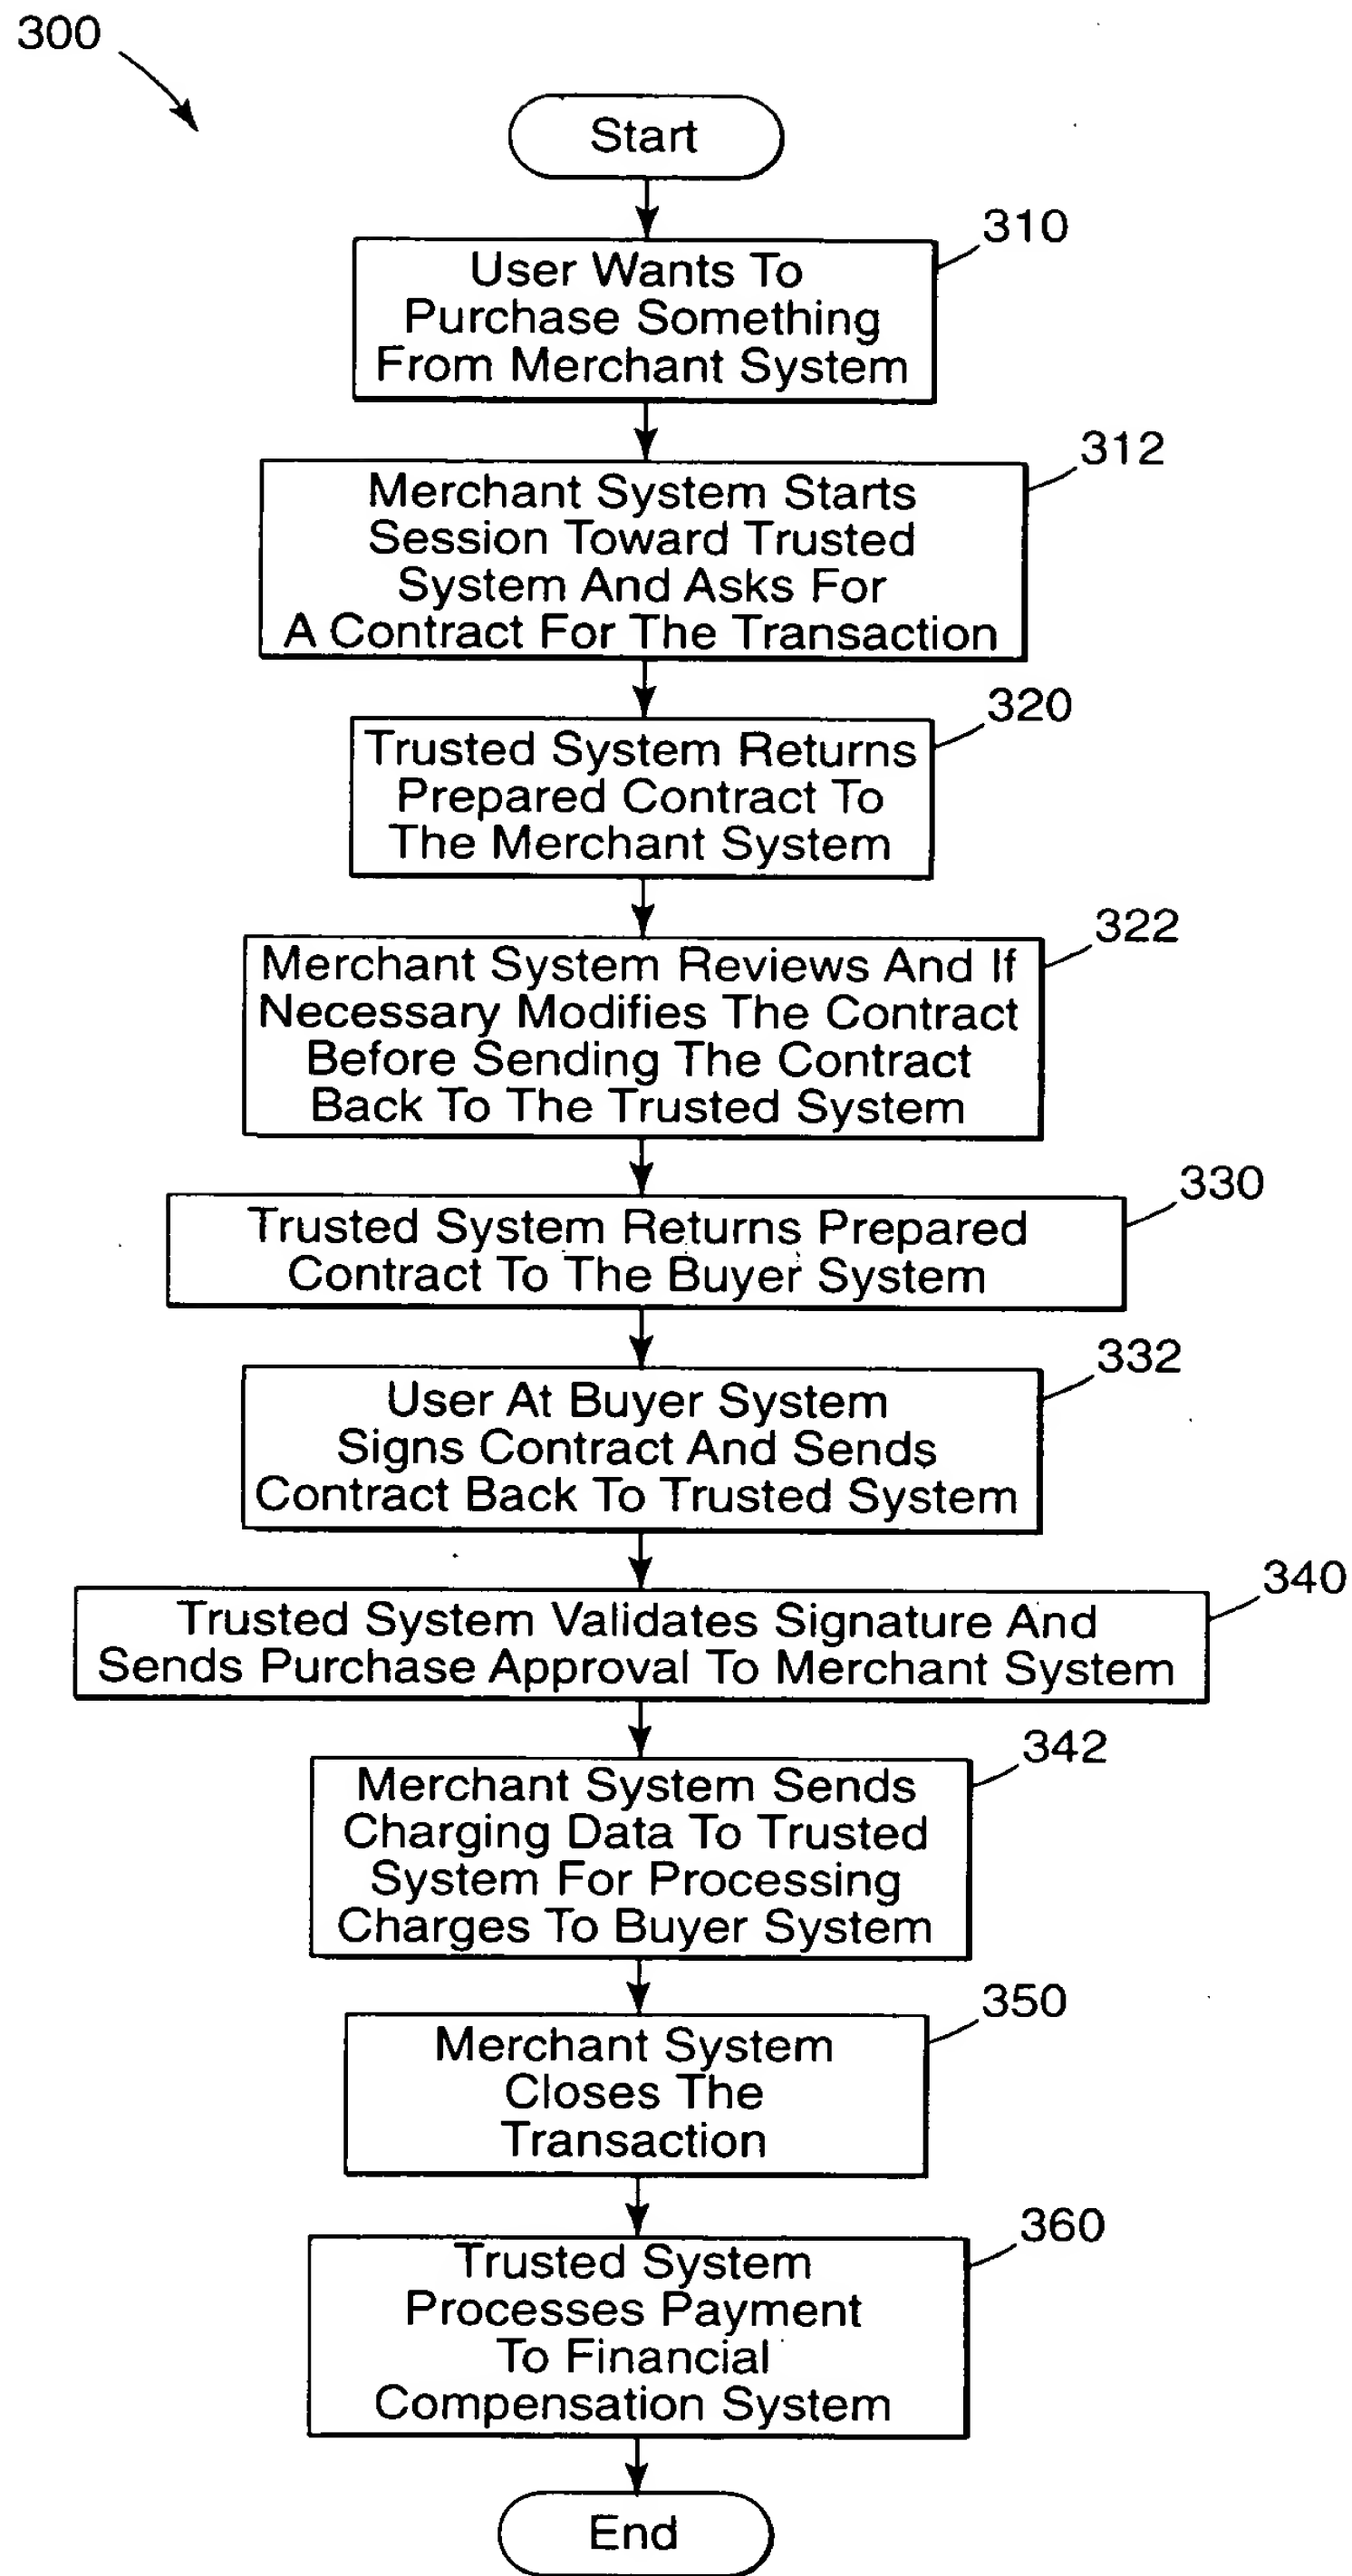 300
Start
310
User Wants To
Purchase Something
From Merchant System
312
Merchant System Starts
Session Toward Trusted
System And Asks For
A Contract For The Transaction
320
Trusted System Returns
Prepared Contract To
The Merchant System
322
Merchant System Reviews And If
Necessary Modifies The Contract
Before Sending The Contract
Back To The Trusted System
330
Trusted System Returns Prepared
Contract To The Buyer System
332
User At Buyer System
Signs Contract And Sends
Contract Back To Trusted System
340
Trusted System Validates Signature And
Sends Purchase Approval To Merchant System
342
Merchant System Sends
Charging Data To Trusted
System For Processing
Charges To Buyer System
350
Merchant System
Closes The
Transaction
360
Trusted System
Processes Payment
To Financial
Compensation System
End